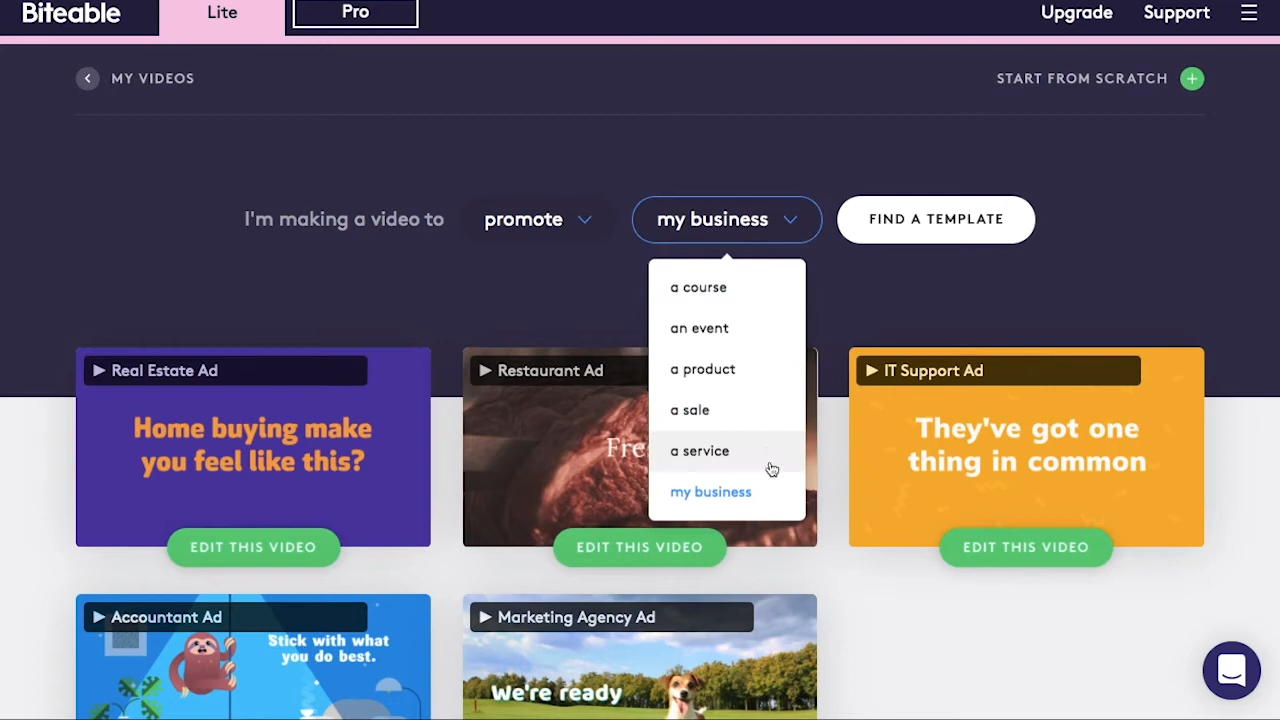 Biteable
Lite
Pro
Upgrade
Support
MY VIDEOS
START FROM SCRATCH
I'm making a video to
promote
my business
FIND A TEMPLATE
a course
an event
a product
a sale
a service
my business
Real Estate Ad
Home buying make
you feel like this?
EDIT THIS VIDEO
Restaurant Ad
EDIT THIS VIDEO
IT Support Ad
They've got one
thing in common
EDIT THIS VIDEO
Accountant Ad
Stick with what
you do best.
Marketing Agency Ad
We're ready